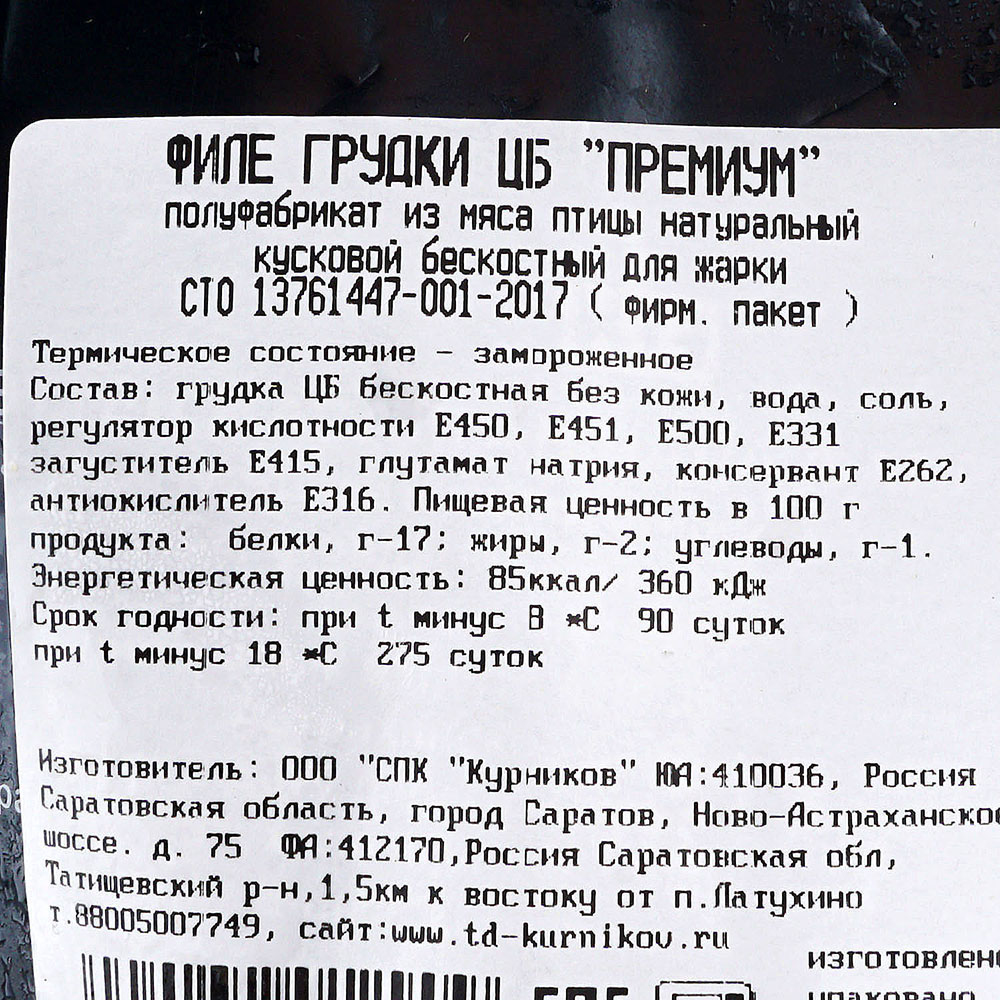 ФИЛЕ ГРУДКИ ЦБ "ПРЕМИУМ"
полуфабрикат из мяса птицы натуральный
кусковой бескостный для жарки
СТО 13761447-001-2017 ( фирм. пакет )
Термическое состояние - замороженное
Состав: грудка ЦБ бескостная без кожи, вода, соль,
регулятор кислотности Е450, Е451, Е500, Е331
загуститель Е415, глутамат натрия, консервант Е262,
антиокислитель Е316. Пищевая ценность в 100 г
продукта: белки, г-17; жиры, г-2; углеводы, г-1.
Энергетическая ценность: 85ккал/ 360 кДж
Срок годности: при t минус 8 *С 90 суток
при t минус 18 *С 275 суток
Изготовитель: ООО "СПК "Курников" ЮА:410036, Россия
Саратовская область, город Саратов, Ново-Астраханское
шоссе. д. 75 ФА:412170,Россия Саратовская обл,
Татищевский р-н,1,5км к востоку от п.Латухино
т.88005007749, сайт:www.td-kurnikov.ru